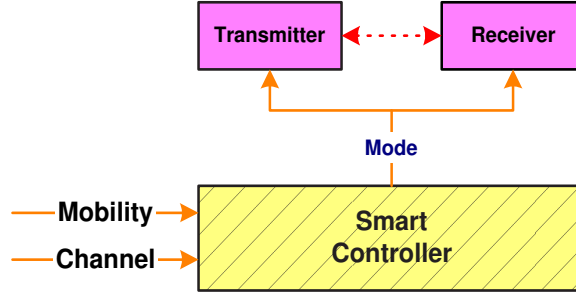 Transmitter
Receiver
Mode
Mobility
Channel
Smart
Controller